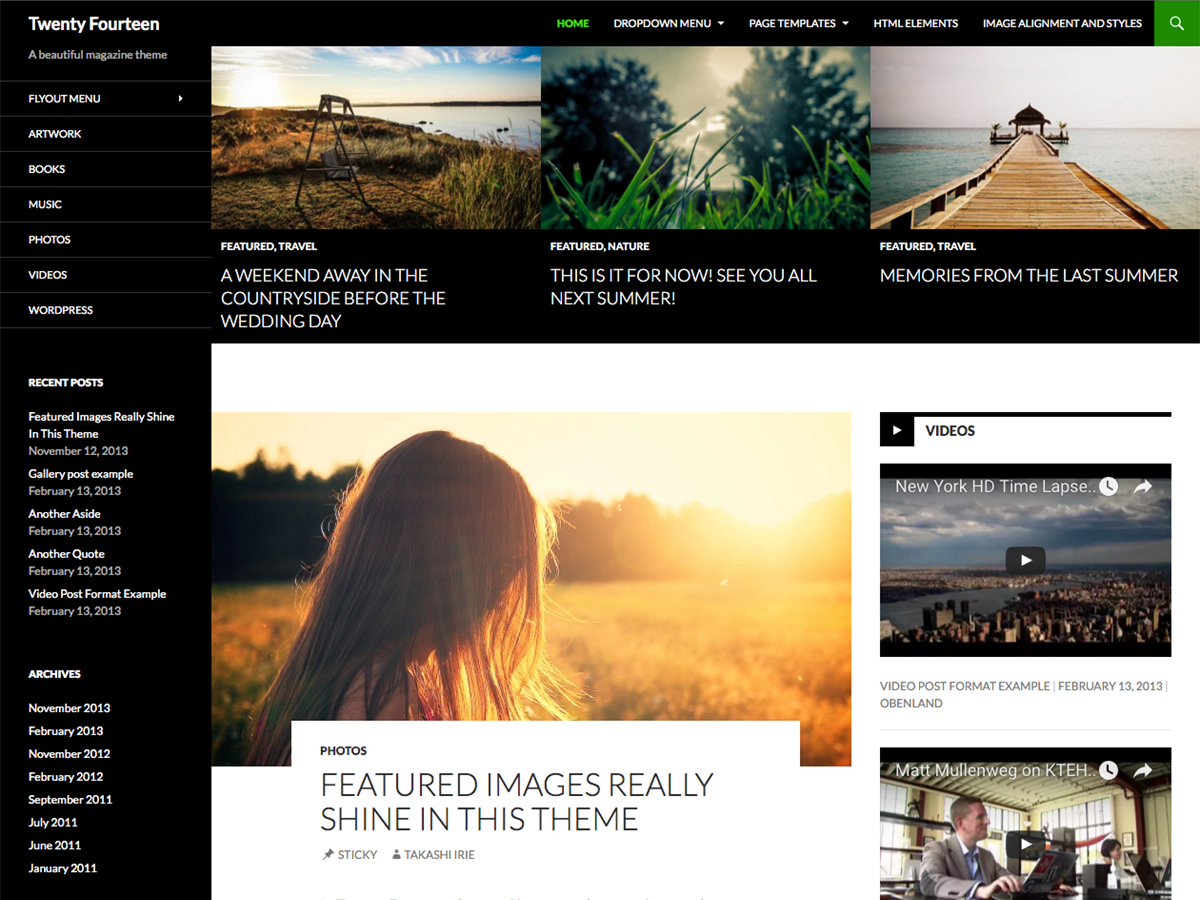 Twenty Fourteen
HOME
DROPDOWN MENU
PAGE TEMPLATES
HTML ELEMENTS
IMAGE ALIGNMENT AND STYLES
A beautiful magazine theme
FLYOUT MENU
ARTWORK
BOOKS
MUSIC
PHOTOS
VIDEOS
WORDPRESS
RECENT POSTS
Featured Images Really Shine
In This Theme
November 12, 2013
Gallery post example
February 13, 2013
Another Aside
February 13, 2013
Another Quote
February 13, 2013
Video Post Format Example
February 13, 2013
ARCHIVES
November 2013
February 2013
November 2012
February 2012
September 2011
July 2011
June 2011
January 2011
FEATURED, TRAVEL
A WEEKEND AWAY IN THE
COUNTRYSIDE BEFORE THE
WEDDING DAY
FEATURED, NATURE
THIS IS IT FOR NOW! SEE YOU ALL
NEXT SUMMER!
FEATURED, TRAVEL
MEMORIES FROM THE LAST SUMMER
PHOTOS
FEATURED IMAGES REALLY
SHINE IN THIS THEME
STICKY TAKASHI IRIE
VIDEOS
New York HD Time Lapse..
VIDEO POST FORMAT EXAMPLE | FEBRUARY 13, 2013 |
OBENLAND
Matt Mullenweg on KTEH..